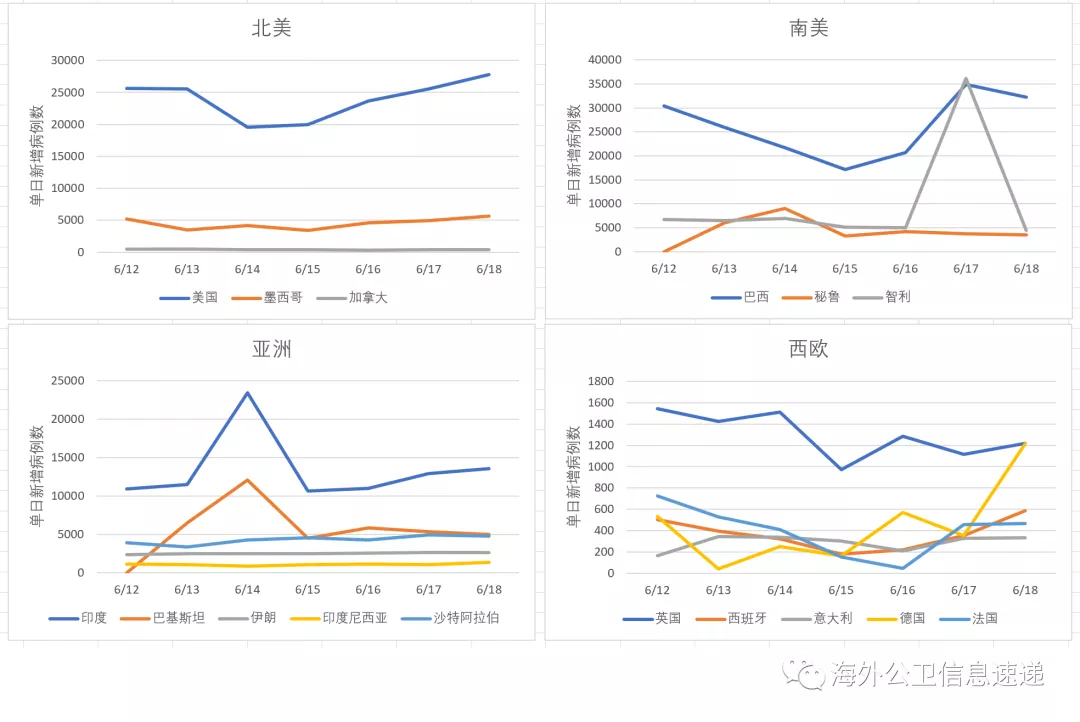 北美
单日新增病例数
30000
25000
20000
15000
10000
5000
0
6/12 6/13 6/14 6/15 6/16 6/17 6/18
美国 墨西哥 加拿大
南美
单日新增病例数
40000
35000
30000
25000
20000
15000
10000
5000
0
6/12 6/13 6/14 6/15 6/16 6/17 6/18
巴西 秘鲁 智利
亚洲
单日新增病例数
25000
20000
15000
10000
5000
0
6/12 6/13 6/14 6/15 6/16 6/17 6/18
印度 巴基斯坦 伊朗 印度尼西亚 沙特阿拉伯
西欧
单日新增病例数
1800
1600
1400
1200
1000
800
600
400
200
0
6/12 6/13 6/14 6/15 6/16 6/17 6/18
英国 西班牙 意大利 德国 法国
海外公卫信息速递